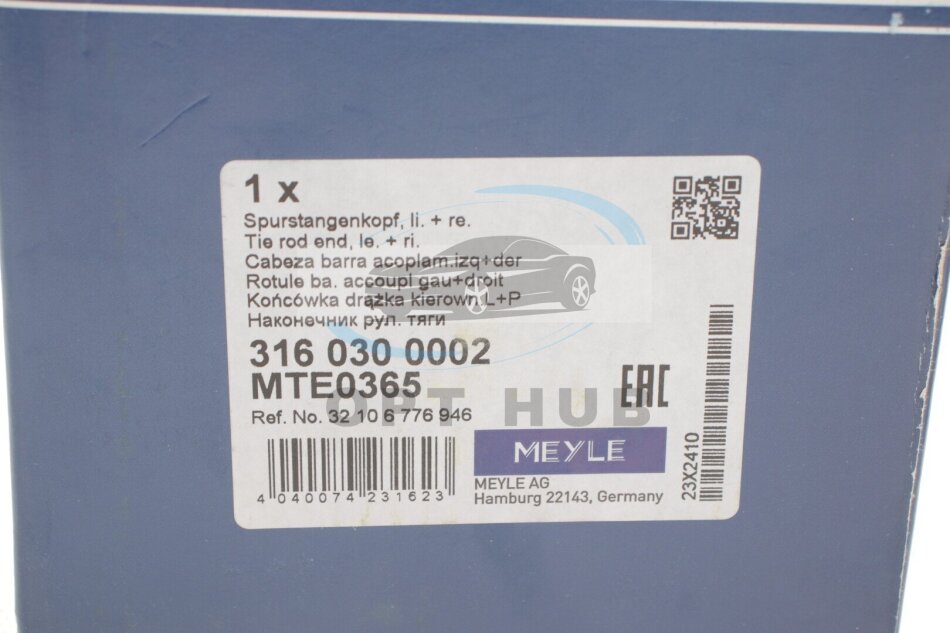 1 x
Spurstangenkopf, li. + re.
Tie rod end, le. + ri.
Cabeza barra acoplam.izq+der
Rotule ba. accoupl gau+droit
Końcówka drążka kierown.L+P
Наконечник рул. тяги
316 030 0002
MTE0365
EAC
OPT HUB
Ref. No. 32 10 6 776 946
MEYLE
MEYLE AG
Hamburg 22143, Germany
4 040074 231623
23X2410